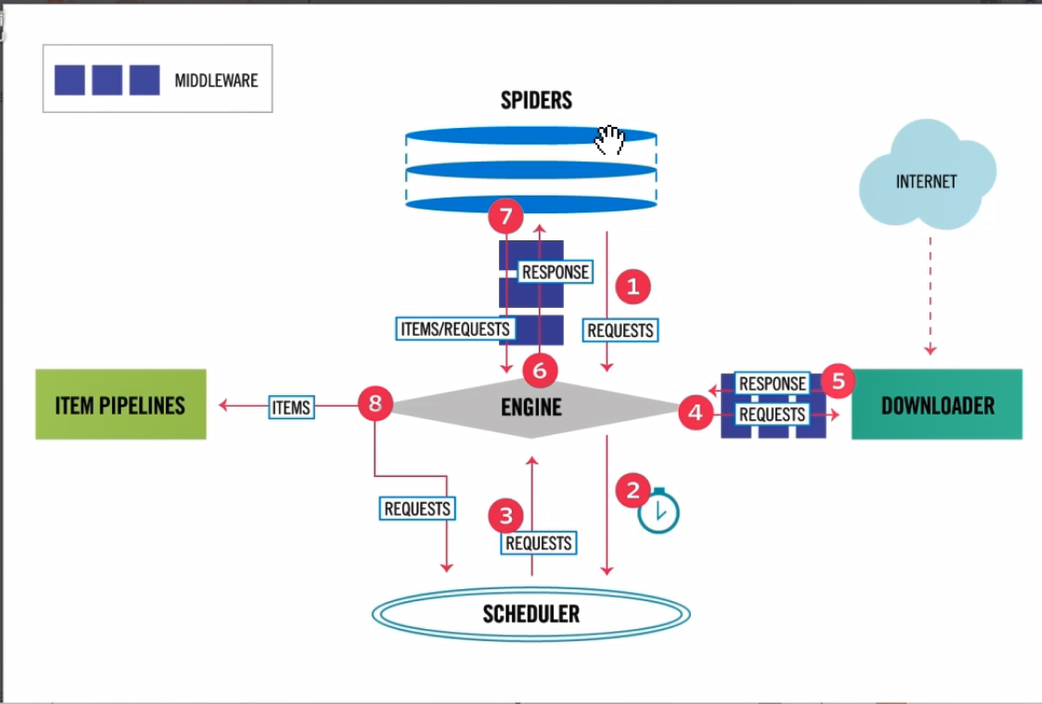 MIDDLEWARE
SPIDERS
INTERNET
7
RESPONSE
1
ITEMS/REQUESTS
REQUESTS
6
5
RESPONSE
ITEM PIPELINES
ITEMS
8
ENGINE
4
REQUESTS
DOWNLOADER
2
REQUESTS
3
REQUESTS
SCHEDULER